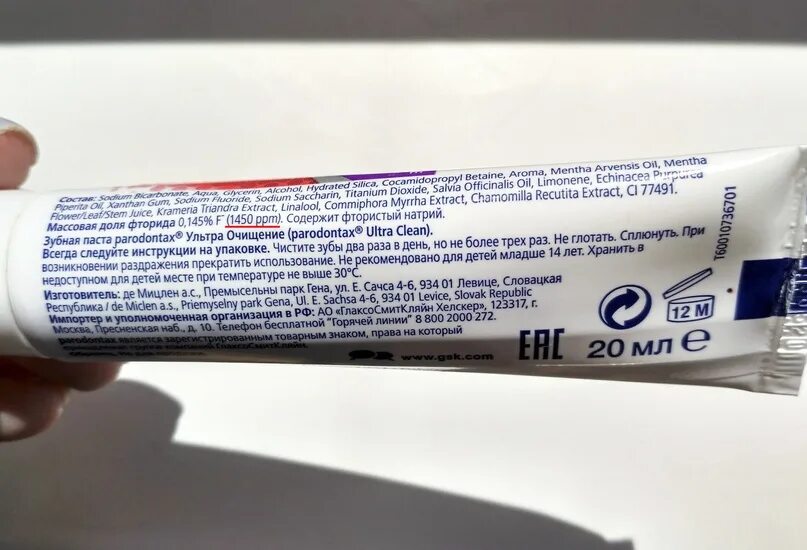 Состав: Sodium Bicarbonate, Aqua, Glycerin, Alcohol, Hydrated Silica, Cocamidopropyl Betaine, Aroma, Mentha Arvensis Oil, Mentha
Piperita Oil, Xanthan Gum, Sodium Fluoride, Sodium Saccharin, Titanium Dioxide, Salvia Officinalis Oil, Limonene, Echinacea Purpurea
Flower/Leaf/Stem Juice, Krameria Triandra Extract, Linalool, Commiphora Myrrha Extract, Chamomilla Recutita Extract, CI 77491.
Массовая доля фторида 0,145% F⁻ (1450 ppm). Содержит фтористый натрий.
Зубная паста parodontax® Ультра Очищение (parodontax® Ultra Clean).
Всегда следуйте инструкции на упаковке. Чистите зубы два раза в день, но не более трех раз. Не глотать. Сплюнуть. При
возникновении раздражения прекратить использование. Не рекомендовано для детей младше 14 лет. Хранить в
недоступном для детей месте при температуре не выше 30°C.
Изготовитель: де Мицлен а.с., Премысельны парк Гена, ул. Е. Сачса 4-6, 934 01 Левице, Словацкая
Республика / de Miclen a.s., Priemyselny park Gena, Ul. E. Sachsa 4-6, 934 01 Levice, Slovak Republic
Импортер и уполномоченная организация в РФ: АО «ГлаксоСмитКляйн Хелскер», 123317, г.
Москва, Пресненская наб., д. 10. Телефон бесплатной "Горячей линии" 8 800 2000 272.
parodontax является зарегистрированным товарным знаком, права на который
группе компаний ГлаксоСмитКляйн.
www.gsk.com
EAC
20 мл e
12 M
T60010736701